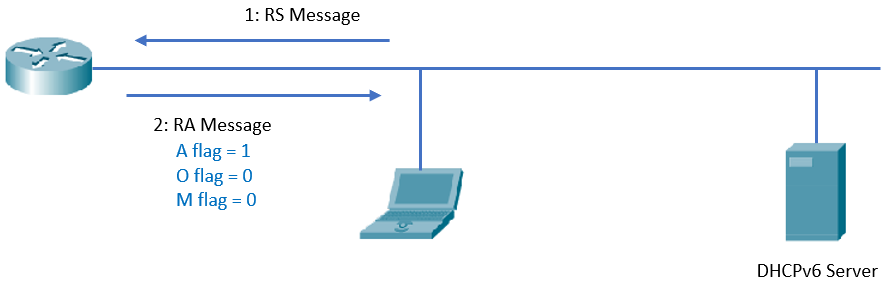 1: RS Message
2: RA Message
A flag = 1
O flag = 0
M flag = 0
DHCPv6 Server